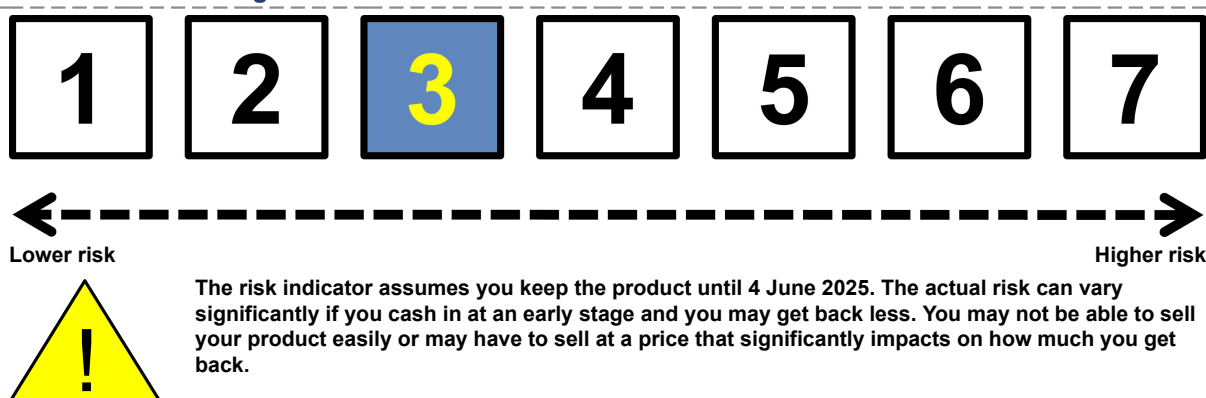 1 2 3 4 5 6 7
Lower risk Higher risk
The risk indicator assumes you keep the product until 4 June 2025. The actual risk can vary
significantly if you cash in at an early stage and you may get back less. You may not be able to sell
your product easily or may have to sell at a price that significantly impacts on how much you get
back.
!